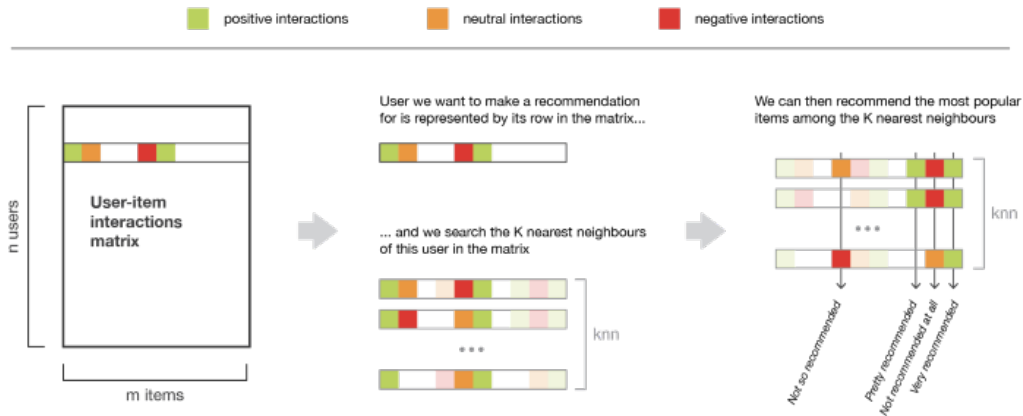 positive interactions
neutral interactions
negative interactions
User we want to make a recommendation
for is represented by its row in the matrix...
We can then recommend the most popular
items among the K nearest neighbours
n users
User-item
interactions
matrix
m items
... and we search the K nearest neighbours
of this user in the matrix
knn
knn
Not so recommended
Pretty recommended
Not recommended at all
Very recommended